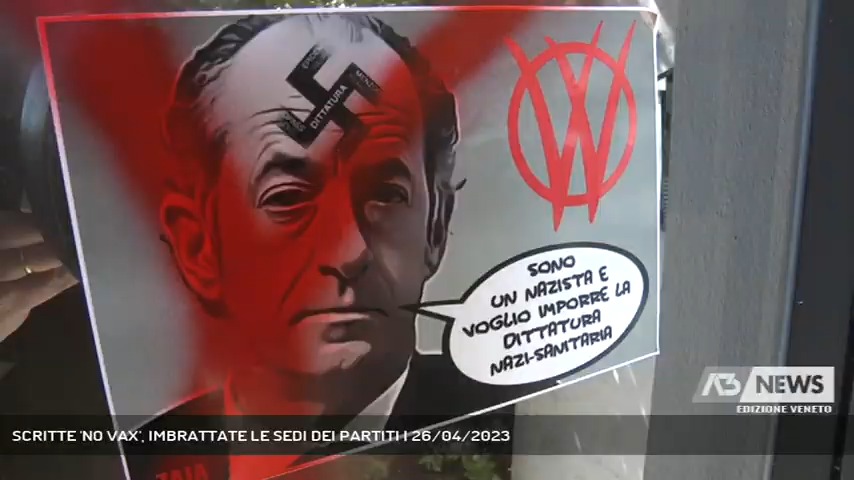 DITTATURA
SONO
UN NAZISTA E
VOGLIO IMPORRE LA
DITTATURA
NAZI-SANITARIA
A3 NEWS
EDIZIONE VENETO
SCRITTE 'NO VAX', IMBRATTATE LE SEDI DEI PARTITI | 26/04/2023